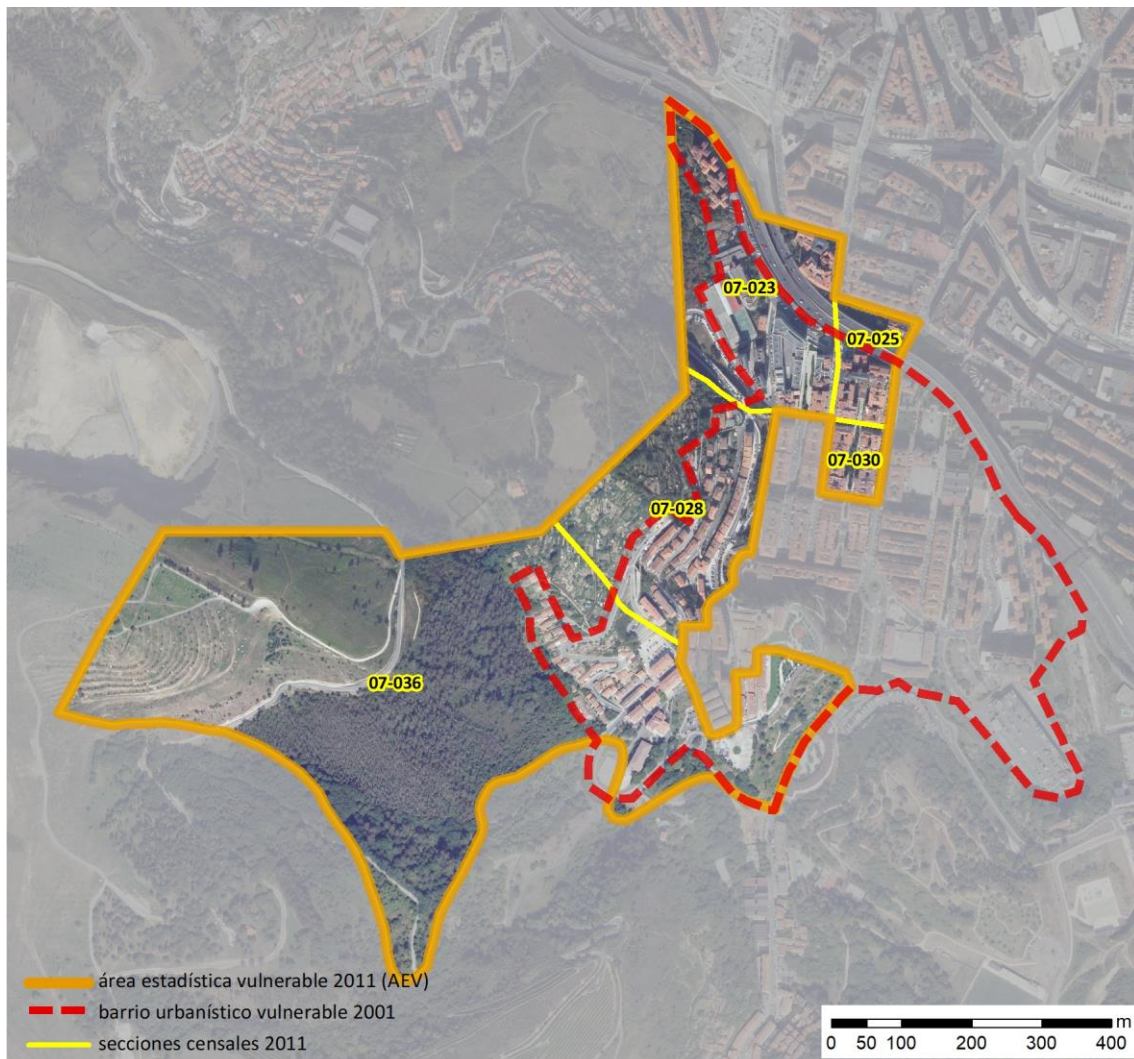 07-023
07-025
07-030
07-028
07-036
área estadística vulnerable 2011 (AEV)
barrio urbanístico vulnerable 2001
secciones censales 2011
m
0 50 100 200 300 400